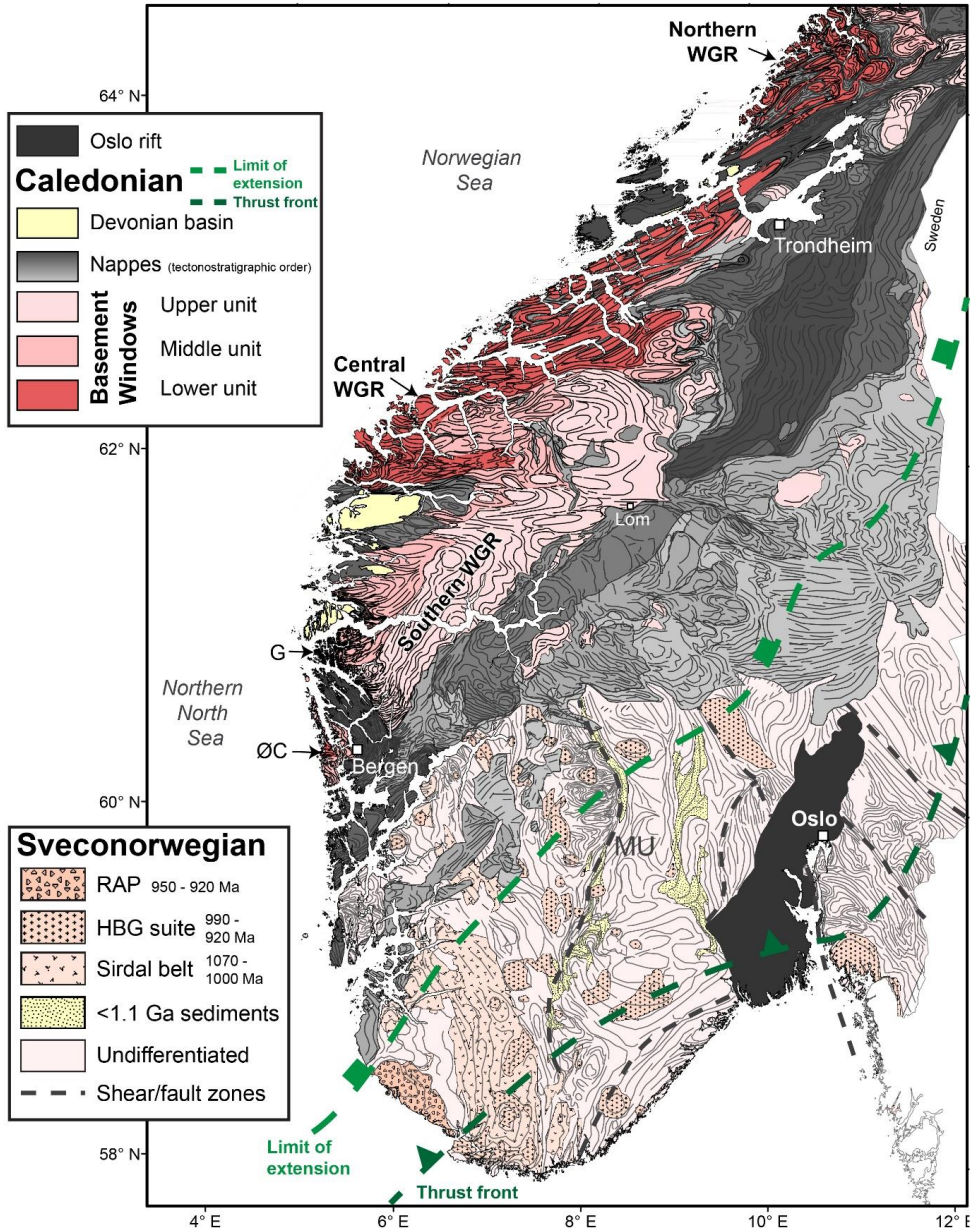 Northern
WGR
64° N
Oslo rift
Caledonian
Limit of
extension
Thrust front
Devonian basin
Nappes (tectonostratigraphic order)
Basement
Windows
Upper unit
Middle unit
Lower unit
Norwegian
Sea
Sweden
Trondheim
Central
WGR
62° N
Lom
Southern WGR
G
Northern
North
Sea
ØC
Bergen
60° N
MU
Oslo
Sveconorwegian
RAP 950 - 920 Ma
HBG suite 990 -
920 Ma
Sirdal belt 1070 -
1000 Ma
<1.1 Ga sediments
Undifferentiated
Shear/fault zones
58° N
Limit of
extension
Thrust front
4° E
6° E
8° E
10° E
12° E